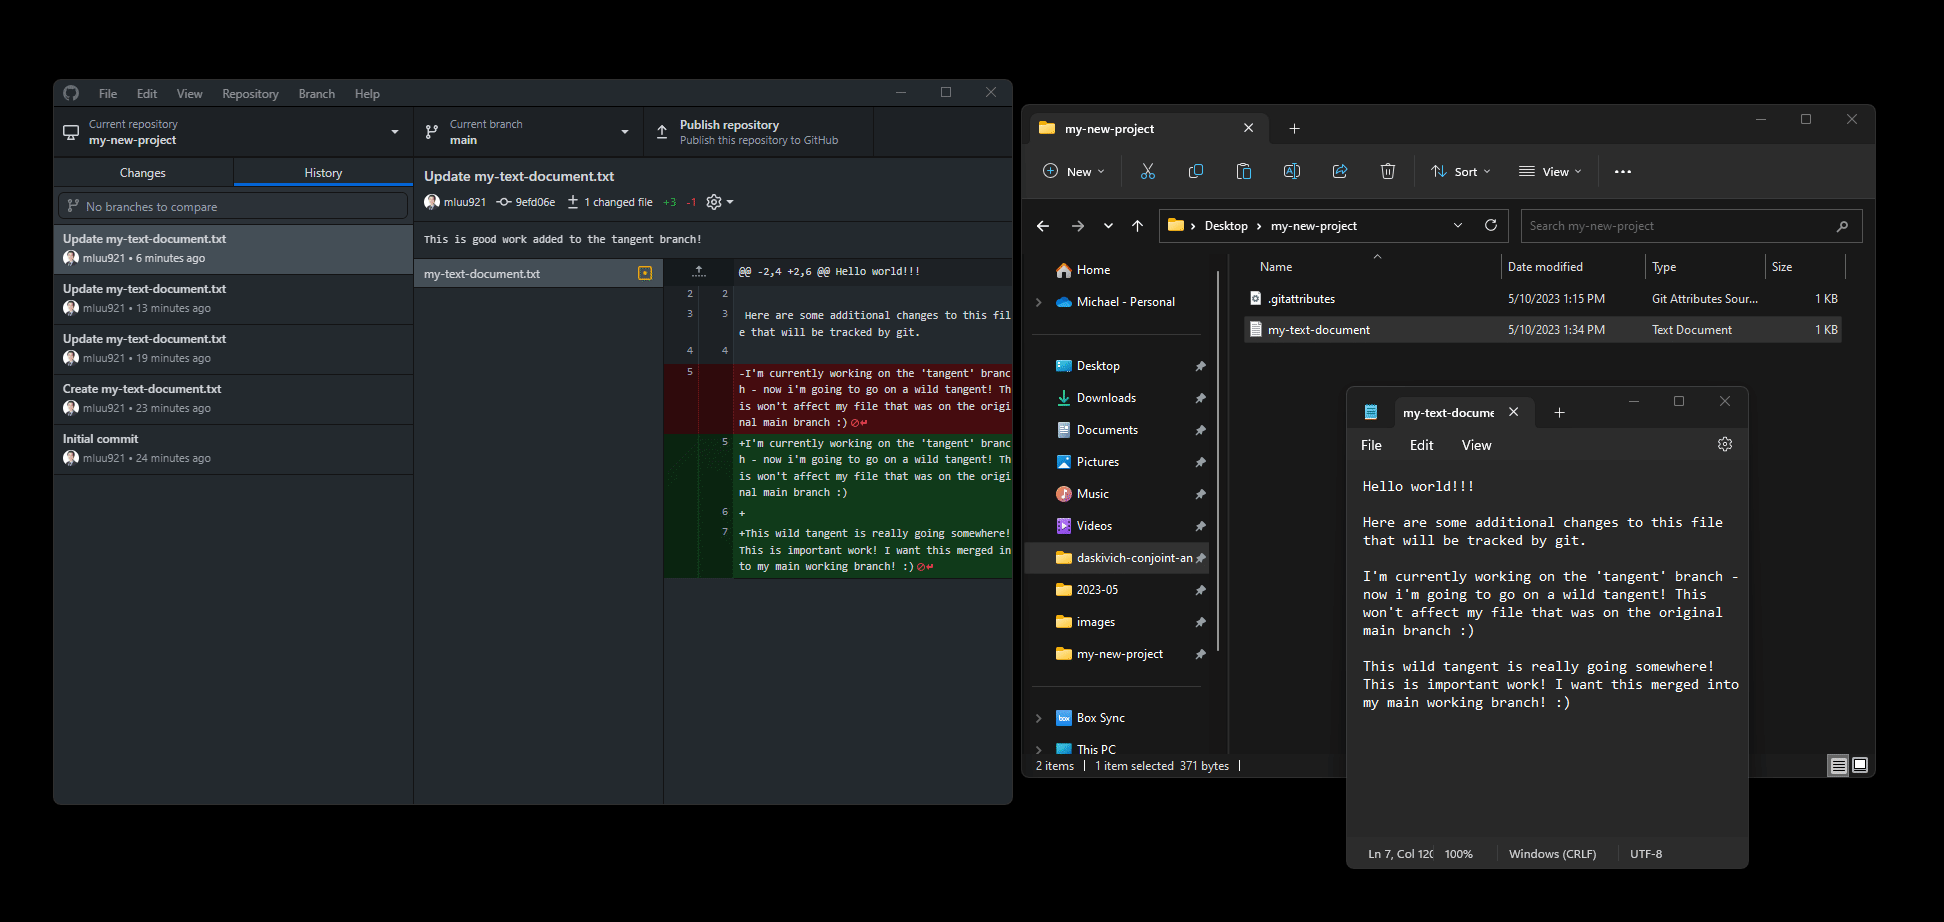 File Edit View Repository Branch Help
Current repository
my-new-project
Current branch
main
Publish repository
Publish this repository to GitHub
Changes History
No branches to compare
Update my-text-document.txt
mluu921 • 6 minutes ago
Update my-text-document.txt
mluu921 • 13 minutes ago
Update my-text-document.txt
mluu921 • 19 minutes ago
Create my-text-document.txt
mluu921 • 23 minutes ago
Initial commit
mluu921 • 24 minutes ago
Update my-text-document.txt
mluu921 9efd06e 1 changed file +3 -1
This is good work added to the tangent branch!
my-text-document.txt
@@ -2,4 +2,6 @@ Hello world!!!
2 2
3 3 Here are some additional changes to this fil
e that will be tracked by git.
4 4
5 -I'm currently working on the 'tangent' branc
h - now i'm going to go on a wild tangent! Th
is won't affect my file that was on the origi
nal main branch :)
5 +I'm currently working on the 'tangent' branc
h - now i'm going to go on a wild tangent! Th
is won't affect my file that was on the origi
nal main branch :)
6 +
7 +This wild tangent is really going somewhere!
This is important work! I want this merged in
to my main working branch! :)
my-new-project
New Sort View
Desktop my-new-project
Search my-new-project
Home
Michael - Personal
Desktop
Downloads
Documents
Pictures
Music
Videos
daskivich-conjoint-an
2023-05
images
my-new-project
box Box Sync
This PC
Name Date modified Type Size
.gitattributes 5/10/2023 1:15 PM Git Attributes Sour... 1 KB
my-text-document 5/10/2023 1:34 PM Text Document 1 KB
2 items 1 item selected 371 bytes
my-text-docume
File Edit View
Hello world!!!
Here are some additional changes to this file
that will be tracked by git.
I'm currently working on the 'tangent' branch -
now i'm going to go on a wild tangent! This
won't affect my file that was on the original
main branch :)
This wild tangent is really going somewhere!
This is important work! I want this merged into
my main working branch! :)
Ln 7, Col 120 100% Windows (CRLF) UTF-8